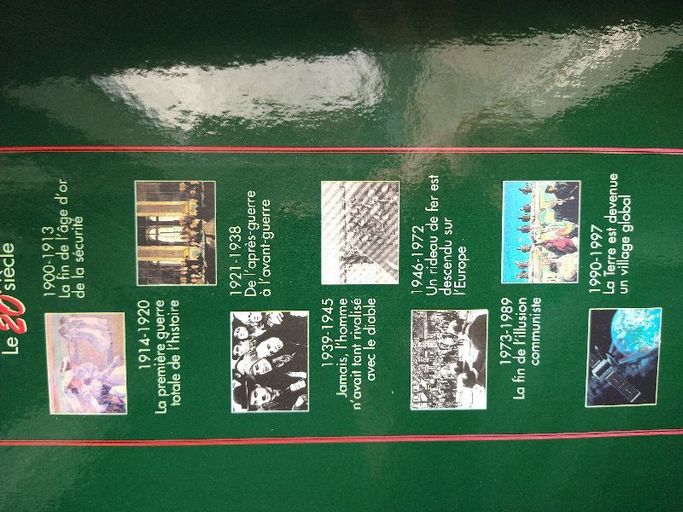 Le 20e siècle
1900-1913
La fin de l'âge d'or
de la sécurité
1914-1920
La première guerre
totale de l'histoire
1921-1938
De l'après-guerre
à l'avant-guerre
1939-1945
Jamais, l'homme
n'avait tant rivalisé
avec le diable
1946-1972
Un rideau de fer est
descendu sur
l'Europe
1973-1989
La fin de l'illusion
communiste
1990-1997
La Terre est devenue
un village global